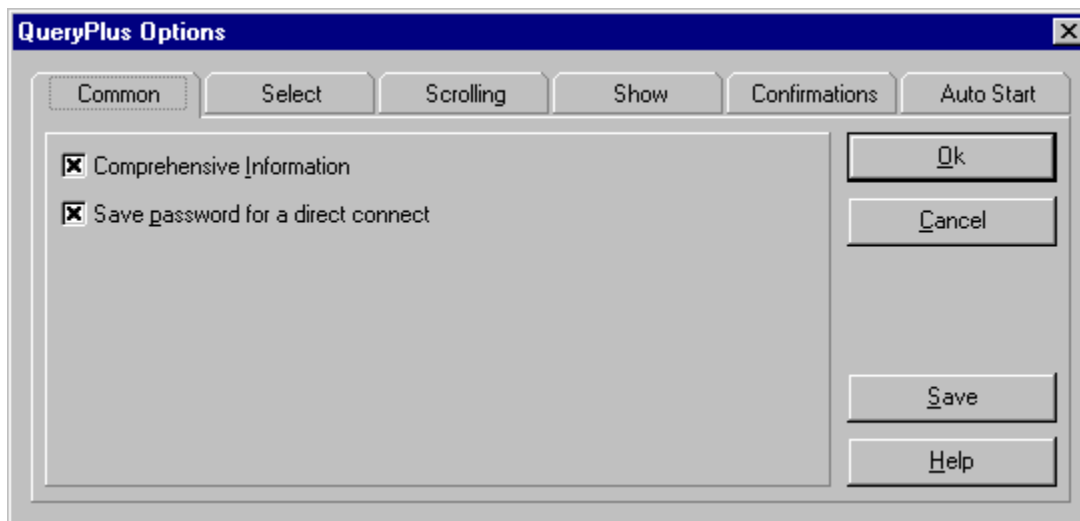 QueryPlus Options
Common Select Scrolling Show Confirmations Auto Start
Comprehensive Information
Save password for a direct connect
Ok
Cancel
Save
Help